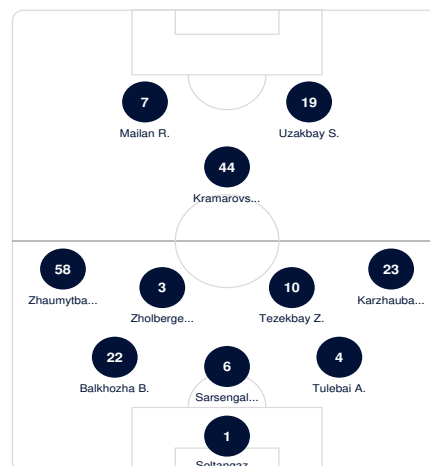 7
19
Mailan R.
Uzakbay S.
44
Kramarovs...
58
23
3
10
Zhaumytba...
Karzhauba...
Zholberge...
Tezekbay Z.
22
6
4
Balkhozha B.
Tulebai A.
Sarsengal...
1
Soltangaz...